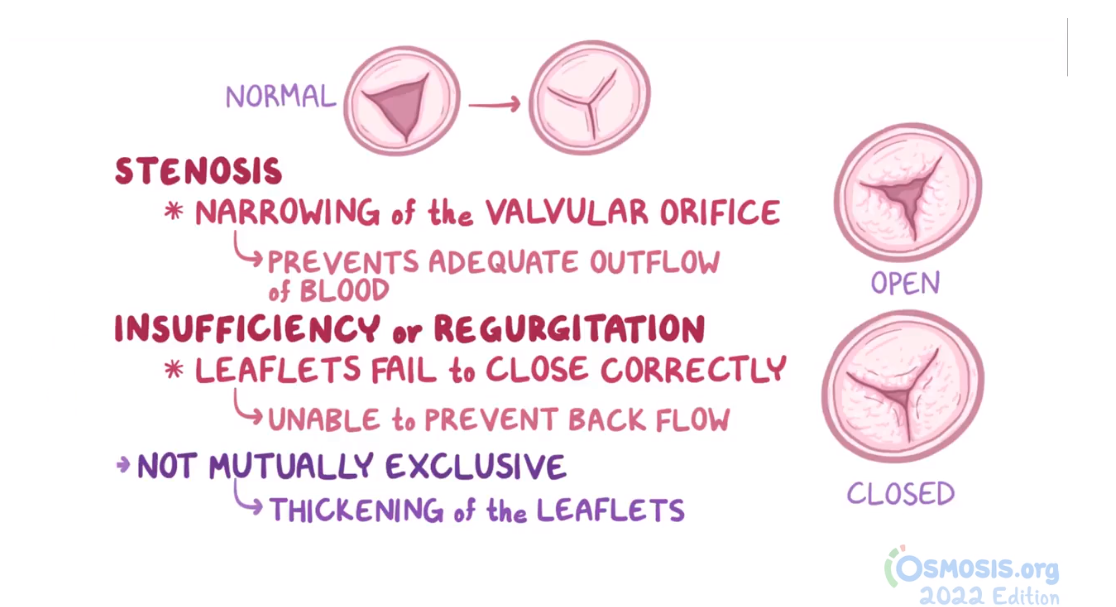 NORMAL
STENOSIS
* NARROWING of the VALVULAR ORIFICE
PREVENTS ADEQUATE OUTFLOW
of BLOOD
OPEN
INSUFFICIENCY or REGURGITATION
* LEAFLETS FAIL to CLOSE CORRECTLY
UNABLE to PREVENT BACK FLOW
→ NOT MUTUALLY EXCLUSIVE
CLOSED
THICKENING of the LEAFLETS
OSMOSIS.org
2022 Edition